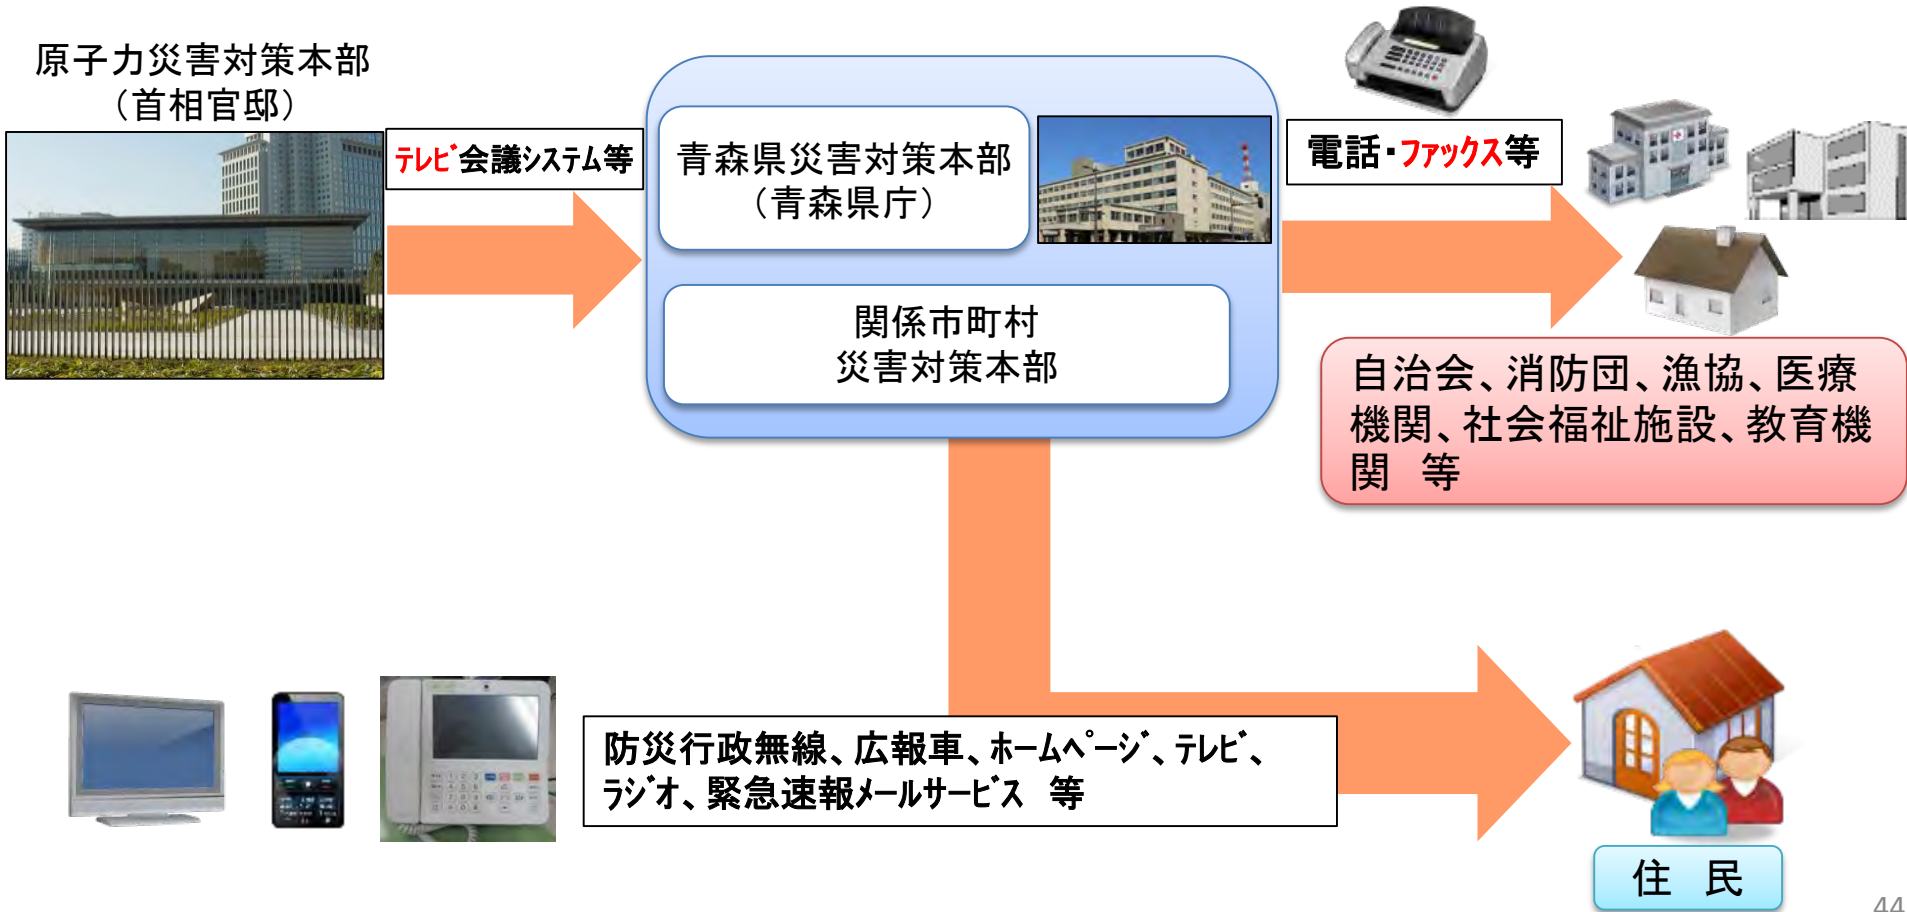 原子力災害対策本部
（首相官邸）
テレビ会議システム等
青森県災害対策本部
（青森県庁）
関係市町村
災害対策本部
電話・ファックス等
自治会、消防団、漁協、医療
機関、社会福祉施設、教育機
関　等
防災行政無線、広報車、ホームページ、テレビ、
ラジオ、緊急速報メールサービス　等
住　民
44